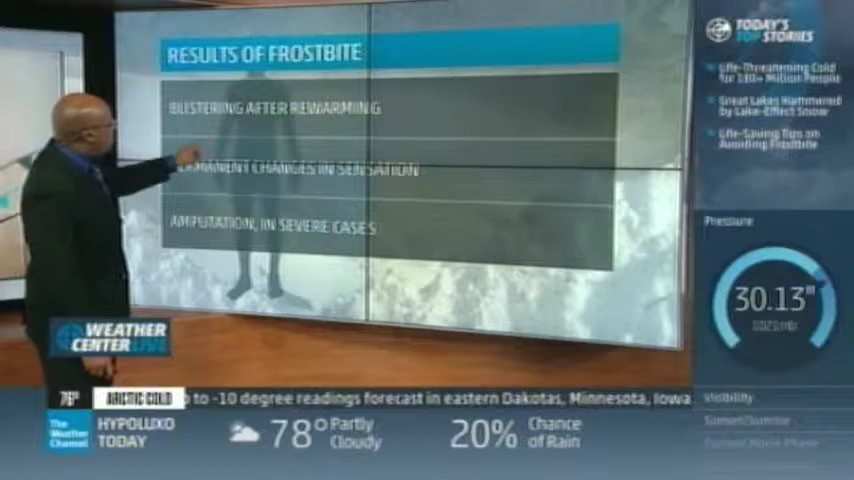 RESULTS OF FROSTBITE
BLISTERING AFTER REWARMING
CHANGES IN SENSATION
AMPUTATION, IN SEVERE CASES
TODAY'S
TOP STORIES
Life-Threatening Cold
for 180+ Million People
Great Lakes Hammered
by Lake-Effect Snow
Life-Saving Tips on
Avoiding Frostbite
Pressure
30.13"
1021mb
Visibility
Sunset/Sunrise
WEATHER
CENTER LIVE
76°
ARCTIC COLD
to -10 degree readings forecast in eastern Dakotas, Minnesota, Iowa
The
Weather
Channel
HYPOLUXO
TODAY
78° Partly
Cloudy
20% Chance
of Rain